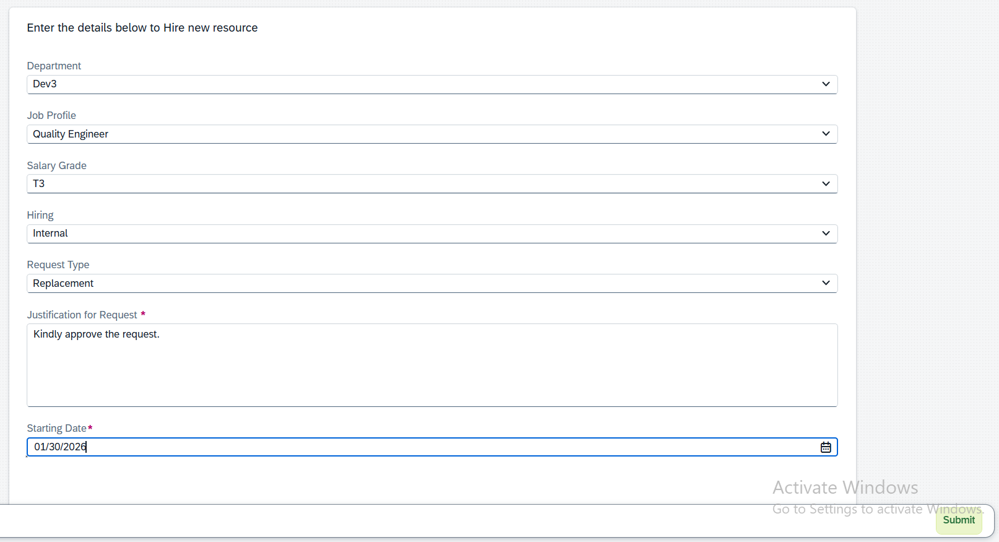 Enter the details below to Hire new resource
Department
Dev3
Job Profile
Quality Engineer
Salary Grade
T3
Hiring
Internal
Request Type
Replacement
Justification for Request *
Kindly approve the request.
Starting Date*
01/30/2026
Activate Windows
Go to Settings to activate Windows.
Submit